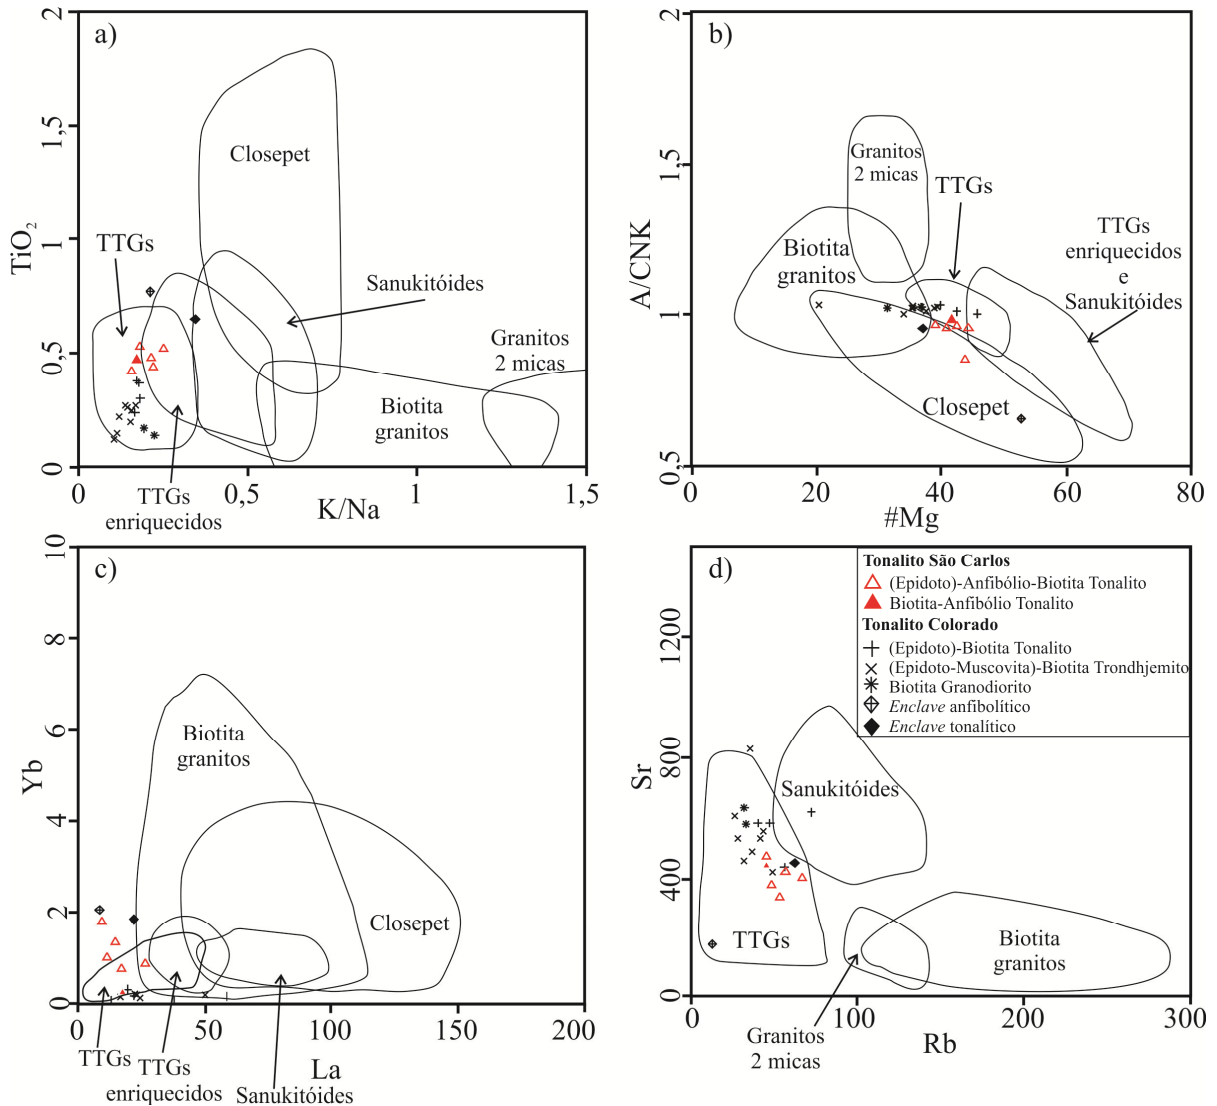 a)
2
1,5
1
0,5
0
TiO₂
Closepet
TTGs
Sanukitóides
Granitos
2 micas
Biotita
granitos
0
0,5
1
1,5
TTGs
enriquecidos
K/Na
b)
2
1,5
1
0,5
A/CNK
Granitos
2 micas
TTGs
TTGs
enriquecidos
e
Sanukitóides
Biotita
granitos
Closepet
0
20
40
60
80
#Mg
c)
10
8
6
4
2
0
Yb
Biotita
granitos
Closepet
0
50
100
150
200
TTGs
TTGs
enriquecidos
La
Sanukitóides
d)
1200
800
400
0
Sr
Tonalito São Carlos
(Epidoto)-Anfibólio-Biotita Tonalito
Biotita-Anfibólio Tonalito
Tonalito Colorado
(Epidoto)-Biotita Tonalito
(Epidoto-Muscovita)-Biotita Trondhjemito
Biotita Granodiorito
Enclave anfibolítico
Enclave tonalítico
Sanukitóides
TTGs
Biotita
granitos
0
100
200
300
Granitos
2 micas
Rb